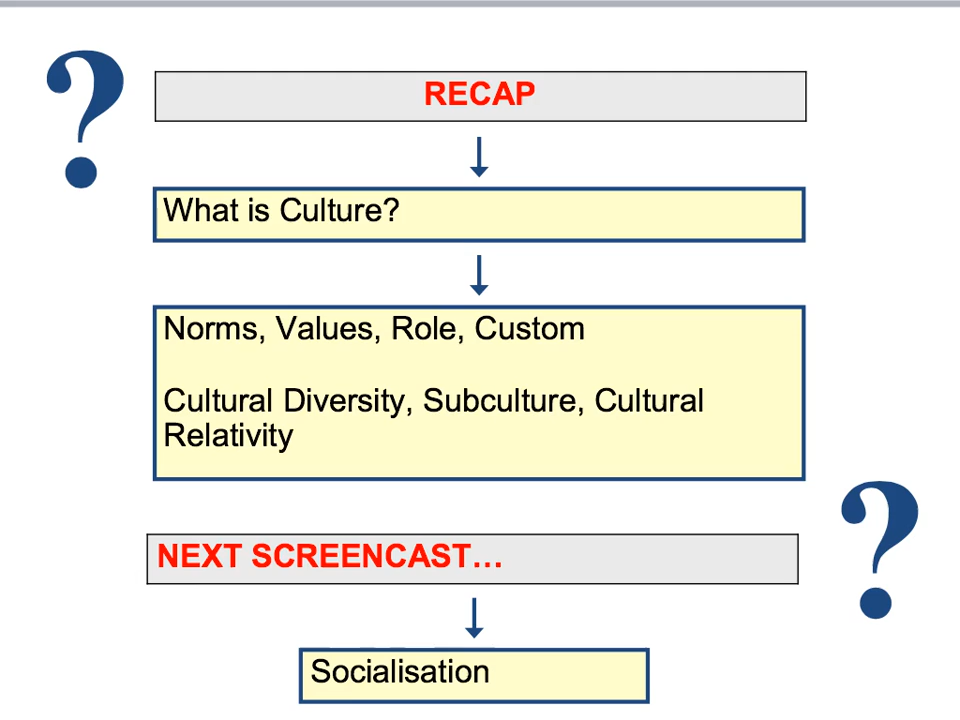 ?
RECAP
What is Culture?
Norms, Values, Role, Custom
Cultural Diversity, Subculture, Cultural
Relativity
?
NEXT SCREENCAST…
Socialisation